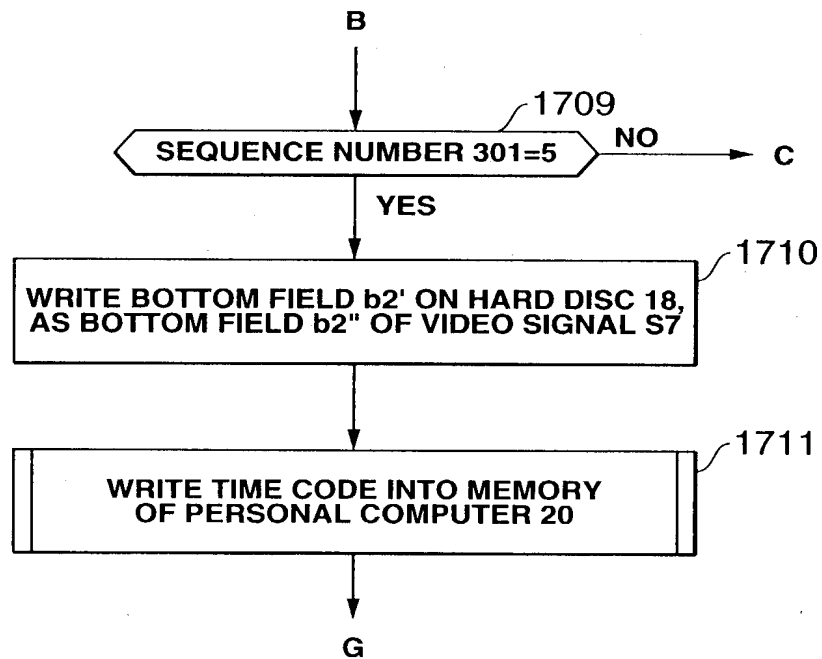 B
1709
SEQUENCE NUMBER 301=5
NO
C
YES
1710
WRITE BOTTOM FIELD b2' ON HARD DISC 18,
AS BOTTOM FIELD b2" OF VIDEO SIGNAL S7
1711
WRITE TIME CODE INTO MEMORY
OF PERSONAL COMPUTER 20
G